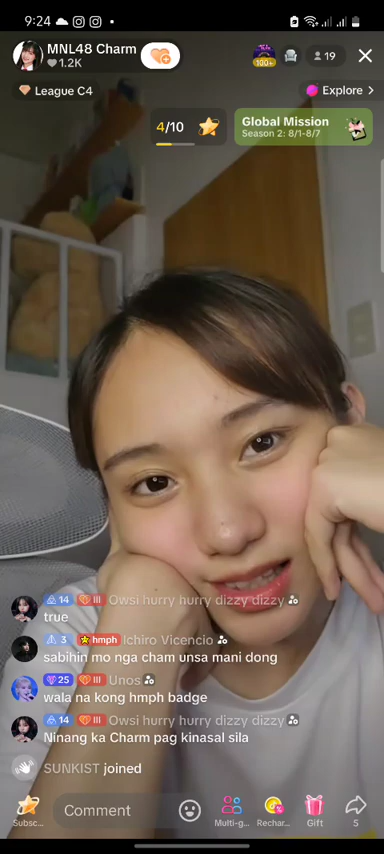 9:24
MNL48 Charm
1.2K
100+
19
League C4
Explore >
4/10
Global Mission
Season 2: 8/1-8/7
14 III Owsi hurry hurry dizzy dizzy
true
3 hmph Ichiro Vicencio
sabihin mo nga cham unsa mani dong
25 III Unos
wala na kong hmph badge
14 III Owsi hurry hurry dizzy dizzy
Ninang ka Charm pag kinasal sila
SUNKIST joined
Comment
Subsc... Multi-g... Rechar... Gift 5